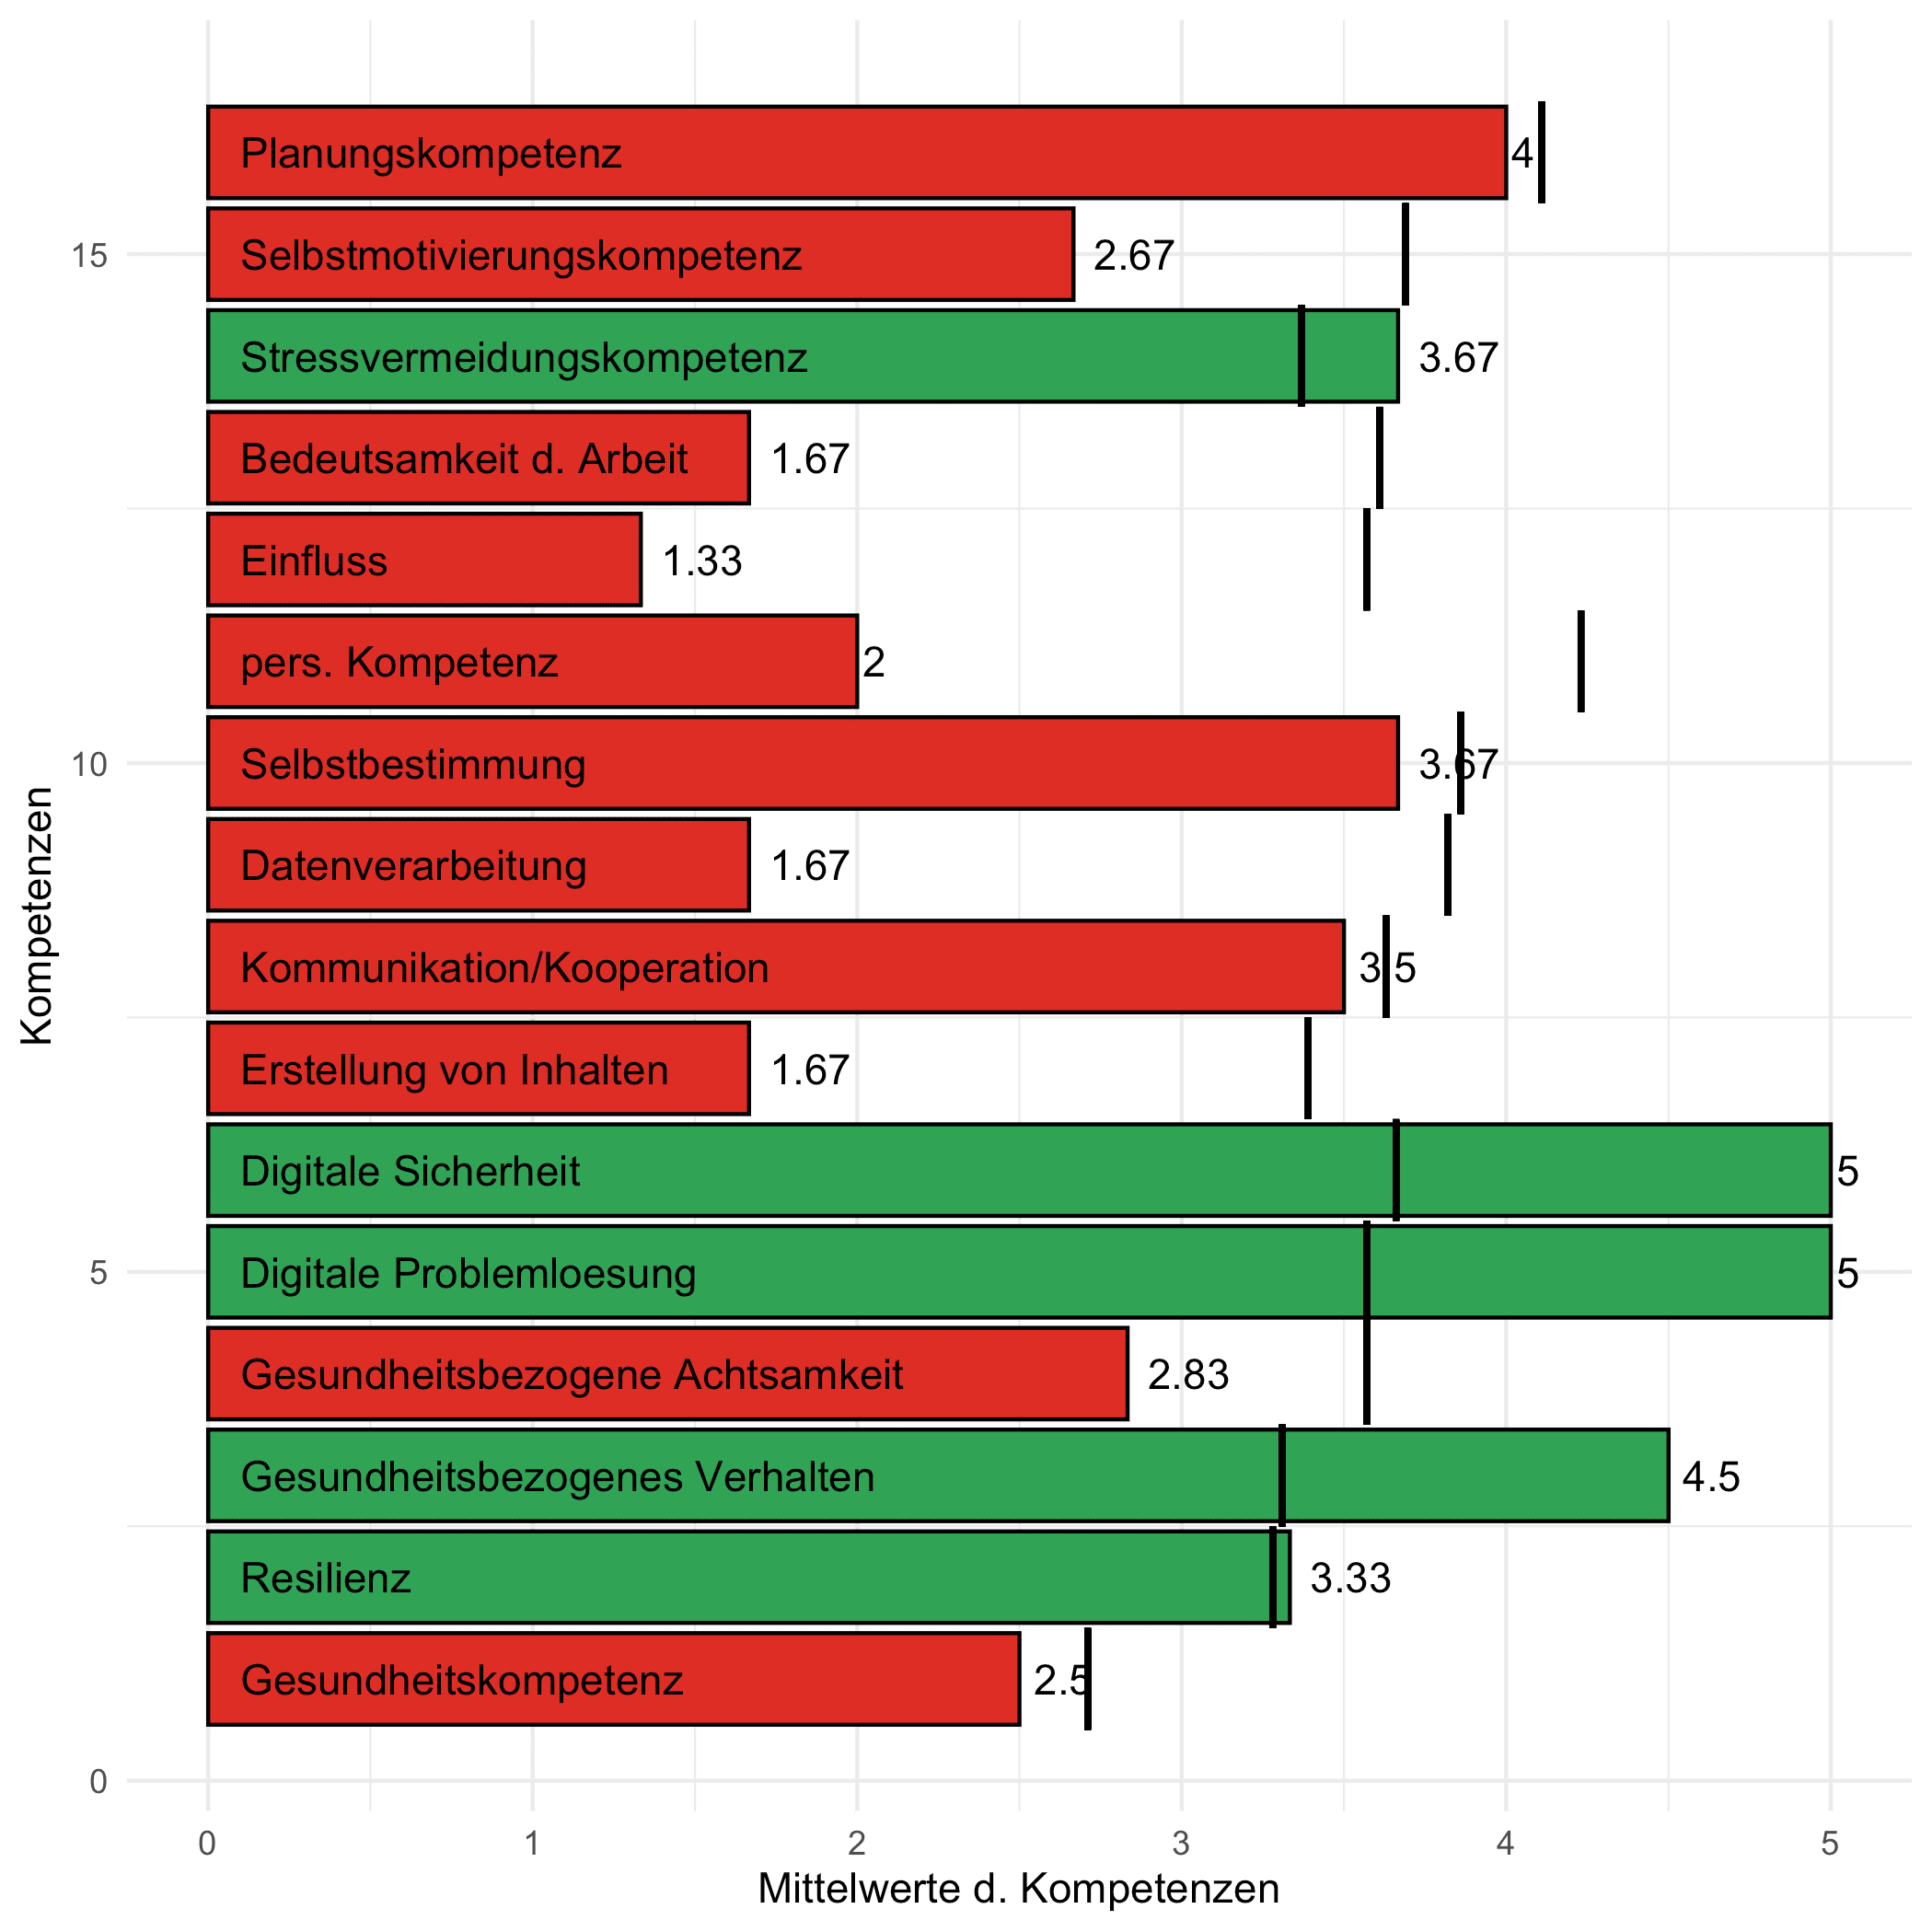 Planungskompetenz 4
15
Selbstmotivierungskompetenz 2.67
Stressvermeidungskompetenz 3.67
Bedeutsamkeit d. Arbeit 1.67
Einfluss 1.33
pers. Kompetenz 2
10
Selbstbestimmung 3.67
Datenverarbeitung 1.67
Kommunikation/Kooperation 3.5
Erstellung von Inhalten 1.67
Digitale Sicherheit 5
5
Digitale Problemloesung 5
Gesundheitsbezogene Achtsamkeit 2.83
Gesundheitsbezogenes Verhalten 4.5
Resilienz 3.33
Gesundheitskompetenz 2.5
0
Kompetenzen
0 1 2 3 4 5
Mittelwerte d. Kompetenzen